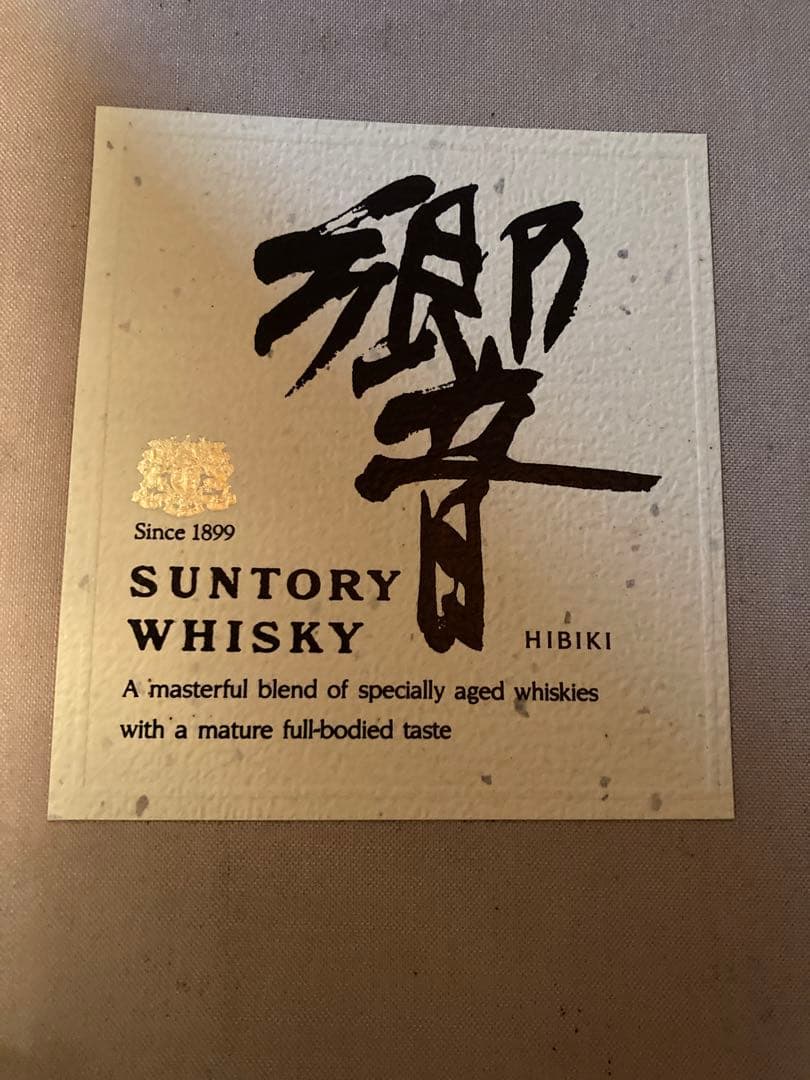 響
Since 1899
SUNTORY
WHISKY
HIBIKI
A masterful blend of specially aged whiskies
with a mature full-bodied taste